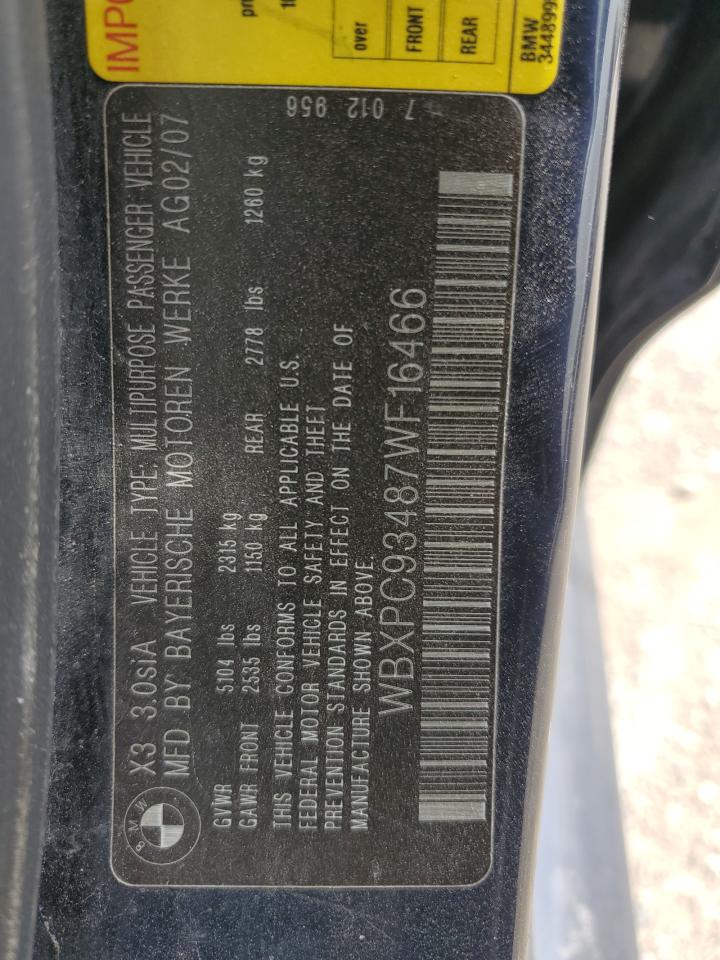 IMPO
over
FRONT
REAR
BMW
344899
7 012 956
BMW
X3 3.0siA VEHICLE TYPE: MULTIPURPOSE PASSENGER VEHICLE
MFD BY BAYERISCHE MOTOREN WERKE AG02/07
GVWR 5104 lbs 2315 kg
GAWR FRONT 2535 lbs 1150 kg REAR 2778 lbs 1260 kg
THIS VEHICLE CONFORMS TO ALL APPLICABLE U.S.
FEDERAL MOTOR VEHICLE SAFETY AND THEFT
PREVENTION STANDARDS IN EFFECT ON THE DATE OF
MANUFACTURE SHOWN ABOVE.
WBXPC93487WF16466